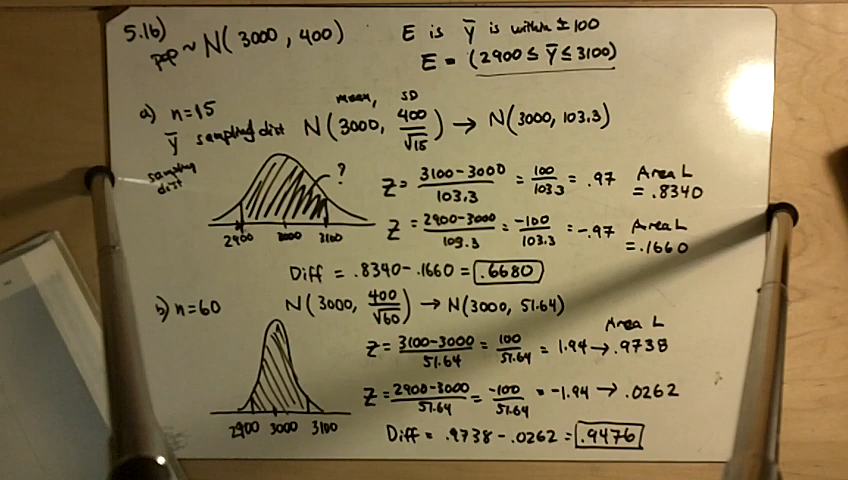 5.16) pop ~ N(3000, 400) E is ȳ is within ±100
E = (2900 ≤ ȳ ≤ 3100)
a) n=15 mean, SD
ȳ sampling dist N(3000, 400/√15) → N(3000, 103.3)
sampling dist
?
2900 3000 3100
Z = 3100-3000/103.3 = 100/103.3 = .97 Area L = .8340
Z = 2900-3000/103.3 = -100/103.3 = -.97 Area L = .1660
Diff = .8340-.1660 = .6680
b) n=60 N(3000, 400/√60) → N(3000, 51.64)
Area L
Z = 3100-3000/51.64 = 100/51.64 = 1.94 → .9738
Z = 2900-3000/51.64 = -100/51.64 = -1.94 → .0262
2900 3000 3100
Diff = .9738-.0262 = .9476